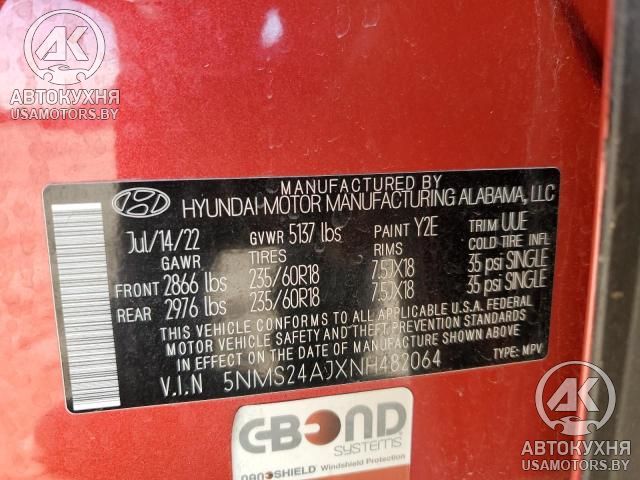 AK
АВТОКУХНЯ
USAMOTORS.BY
MANUFACTURED BY
HYUNDAI MOTOR MANUFACTURING ALABAMA, LLC
Jul/14/22 GVWR 5137 lbs PAINT Y2E TRIM UUE
GAWR TIRES RIMS COLD TIRE INFL
FRONT 2866 lbs 235/60R18 7.5JX18 35 psi SINGLE
REAR 2976 lbs 235/60R18 7.5JX18 35 psi SINGLE
THIS VEHICLE CONFORMS TO ALL APPLICABLE U.S.A. FEDERAL
MOTOR VEHICLE SAFETY AND THEFT PREVENTION STANDARDS
IN EFFECT ON THE DATE OF MANUFACTURE SHOWN ABOVE.
V.I.N 5NMS24AJXNH482064 TYPE: MPV
C-BOND
SYSTEMS
NANOSHIELD Windshield Protection
AK
АВТОКУХНЯ
USAMOTORS.BY